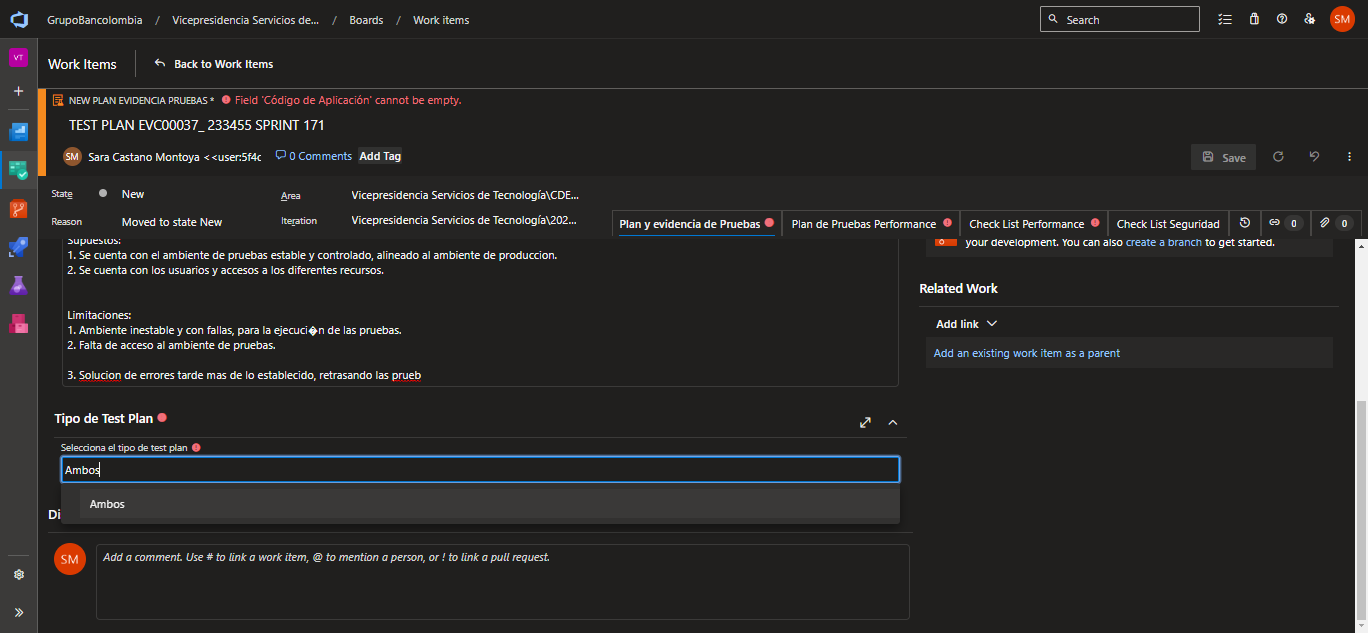 GrupoBancolombia / Vicepresidencia Servicios de... / Boards / Work items
Search
SM
VT
Work Items
Back to Work Items
NEW PLAN EVIDENCIA PRUEBAS * Field 'Código de Aplicación' cannot be empty.
TEST PLAN EVC00037_ 233455 SPRINT 171
SM Sara Castano Montoya <<user:5f4c
0 Comments
Add Tag
Save
State New
Area Vicepresidencia Servicios de Tecnología\CDE...
Reason Moved to state New
Iteration Vicepresidencia Servicios de Tecnología\202...
Plan y evidencia de Pruebas
Plan de Pruebas Performance
Check List Performance
Check List Seguridad
0
0
Supuestos:
1. Se cuenta con el ambiente de pruebas estable y controlado, alineado al ambiente de produccion.
2. Se cuenta con los usuarios y accesos a los diferentes recursos.
Limitaciones:
1. Ambiente inestable y con fallas, para la ejecuci�n de las pruebas.
2. Falta de acceso al ambiente de pruebas.
3. Solucion de errores tarde mas de lo establecido, retrasando las prueb
your development. You can also create a branch to get started.
Related Work
Add link
Add an existing work item as a parent
Tipo de Test Plan
Selecciona el tipo de test plan
Ambos
Ambos
Di
SM
Add a comment. Use # to link a work item, @ to mention a person, or ! to link a pull request.